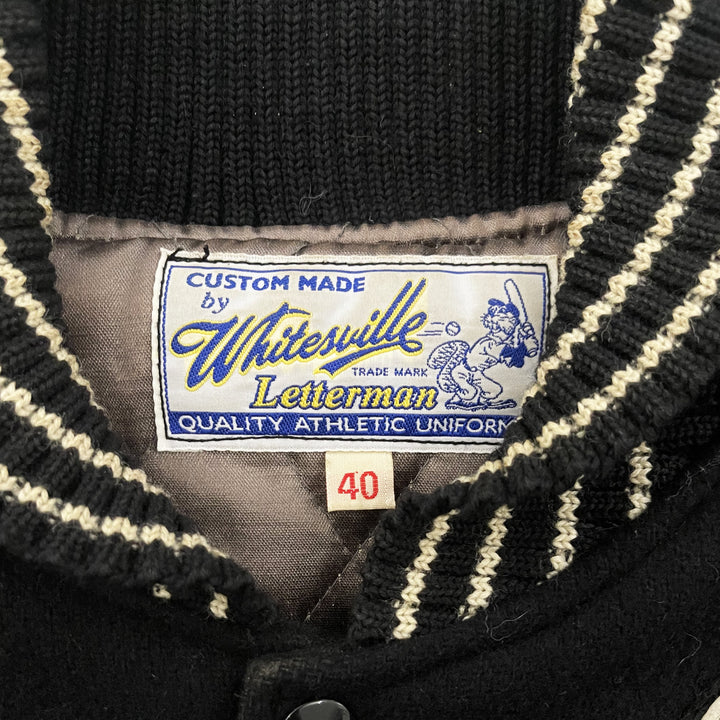 CUSTOM MADE
by
Whitesville
TRADE MARK
Letterman
QUALITY ATHLETIC UNIFORM
40